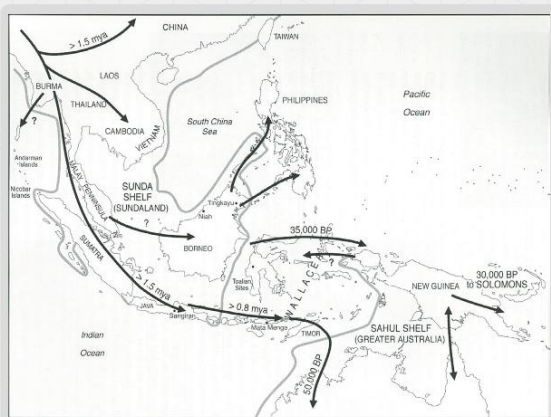 CHINA
> 1.5 mya
TAIWAN
LAOS
BURMA
THAILAND
PHILIPPINES
Pacific
Ocean
?
CAMBODIA
VIETNAM
South China
Sea
Andaman
Islands
MALAY PENINSULA
SUNDA
SHELF
(SUNDALAND)
Nicobar
Islands
Tingkayu
Niah
?
SUMATRA
BORNEO
35,000 BP
?
WALLACEA
Toalian
Sites
> 1.5 mya
NEW GUINEA
30,000 BP
to SOLOMONS
> 0.8 mya
JAVA
Sangiran
Mata Menge
TIMOR
SAHUL SHELF
(GREATER AUSTRALIA)
Indian
Ocean
50,000 BP